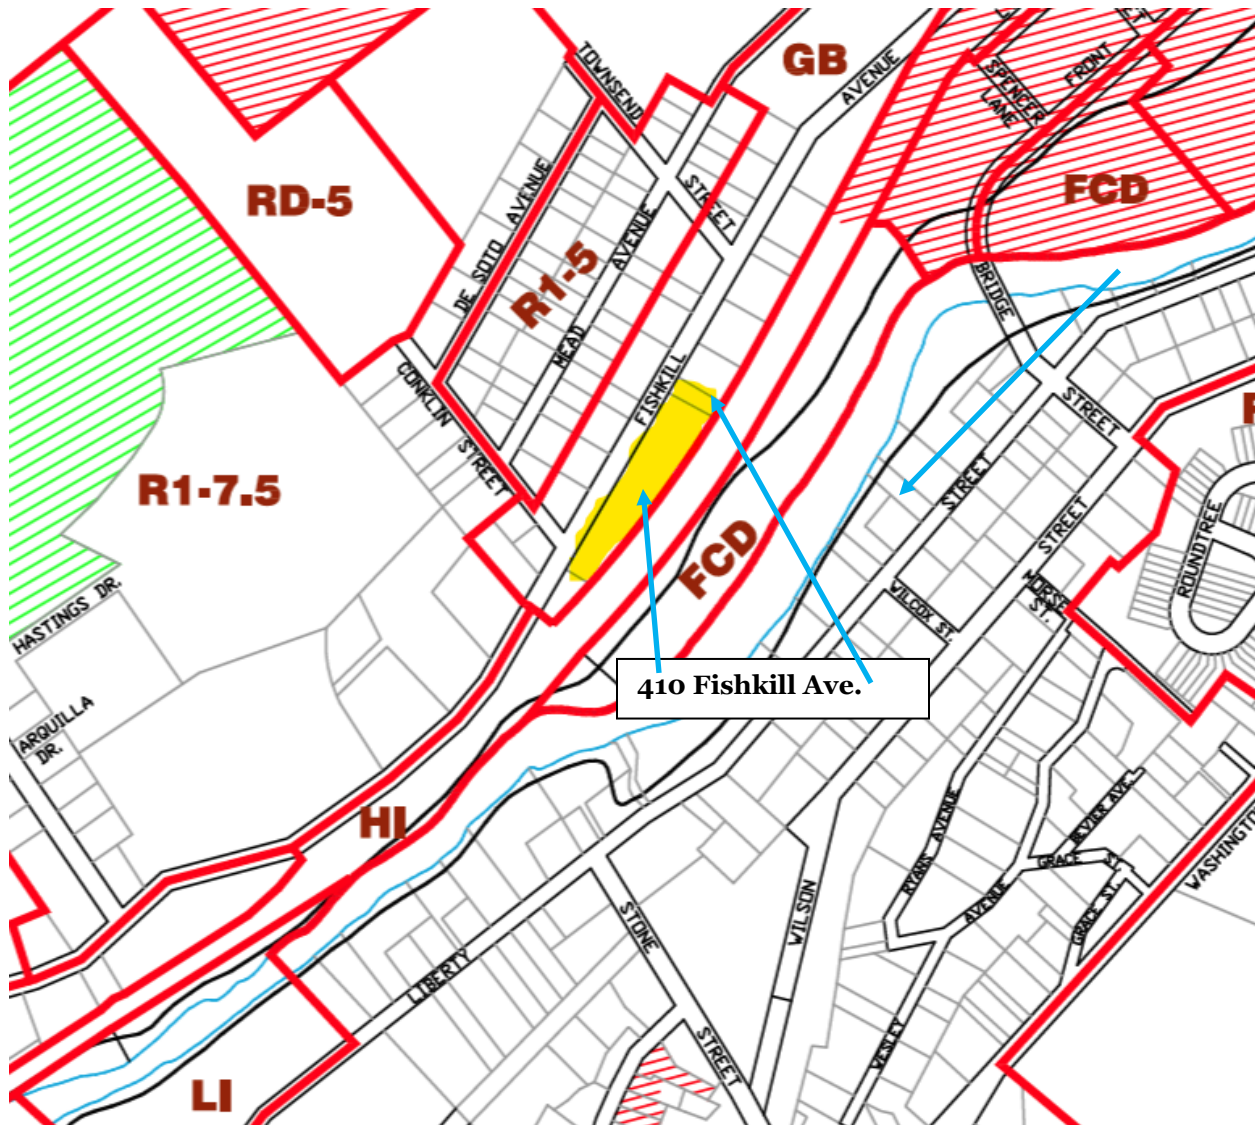 TOWNSEND
STREET
GB
AVENUE
SPENCER
LANE
FRONT
FCD
RD-5
DE SOTO AVENUE
R1-5
MEAD AVENUE
BRIDGE
STREET
FISHKILL
CONKLIN STREET
R1-7.5
STREET
STREET
ROUNDTREE
FCD
HASTINGS DR.
WILCOX ST.
MORSE
ST.
410 Fishkill Ave.
ARQUILLA
DR.
HI
RYANS AVENUE
BEVIER AVE.
GRACE ST.
WASHINGTON
AVENUE
GRACE ST.
STONE
STREET
WILSON
LIBERTY
WESLEY
LI